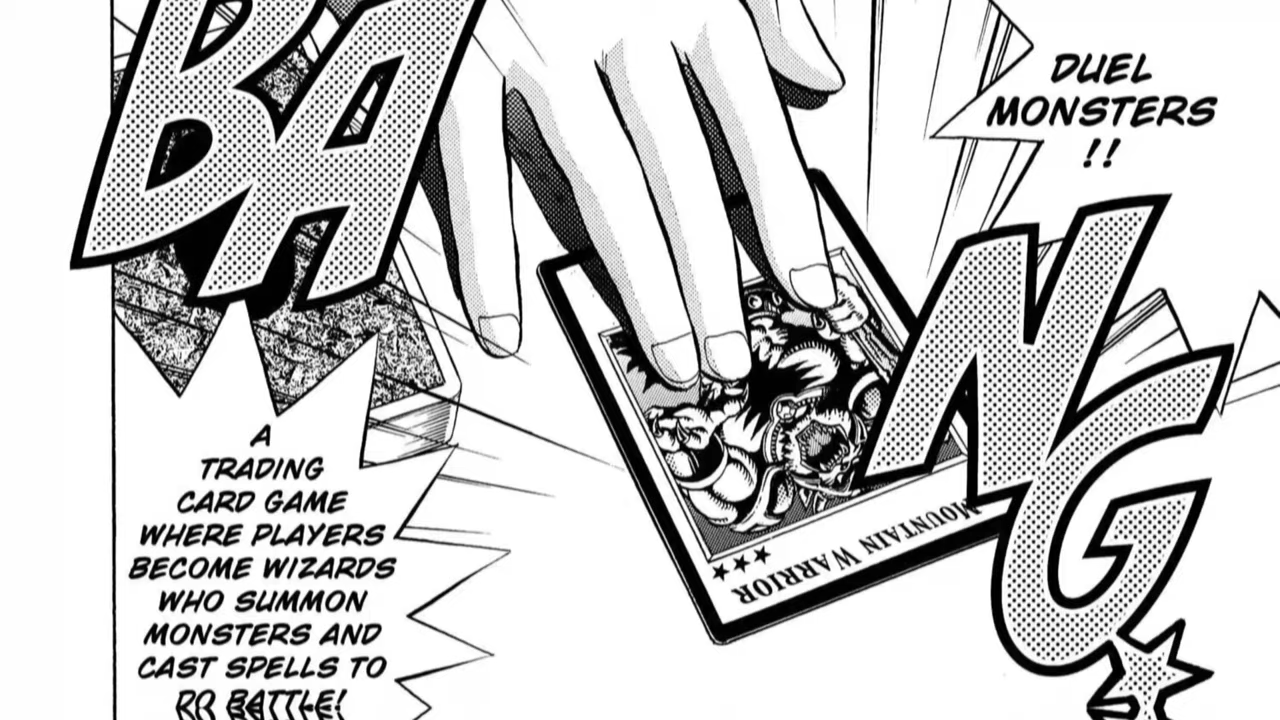 BA
NG
DUEL
MONSTERS
!!
A
TRADING
CARD GAME
WHERE PLAYERS
BECOME WIZARDS
WHO SUMMON
MONSTERS AND
CAST SPELLS TO
DO BATTLE!
MOUNTAIN WARRIOR